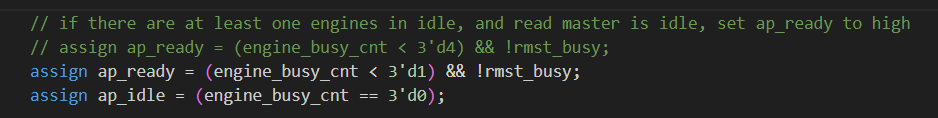 // if there are at least one engines in idle, and read master is idle, set ap_ready to high
// assign ap_ready = (engine_busy_cnt < 3'd4) && !rmst_busy;
assign ap_ready = (engine_busy_cnt < 3'd1) && !rmst_busy;
assign ap_idle = (engine_busy_cnt == 3'd0);